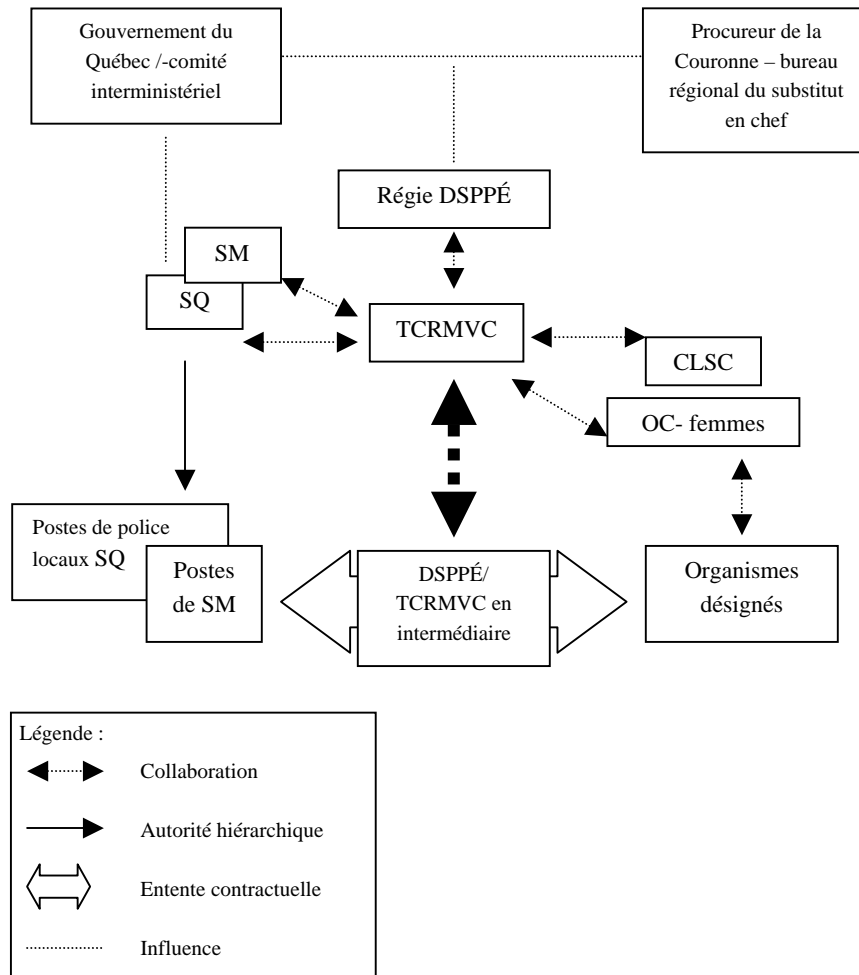 Gouvernement du
Québec /-comité
interministériel
Procureur de la
Couronne – bureau
régional du substitut
en chef
Régie DSPPÉ
SM
SQ
TCRMVC
CLSC
OC- femmes
Postes de police
locaux SQ
Postes
de SM
DSPPÉ/
TCRMVC en
intermédiaire
Organismes
désignés
Légende :
Collaboration
Autorité hiérarchique
Entente contractuelle
Influence